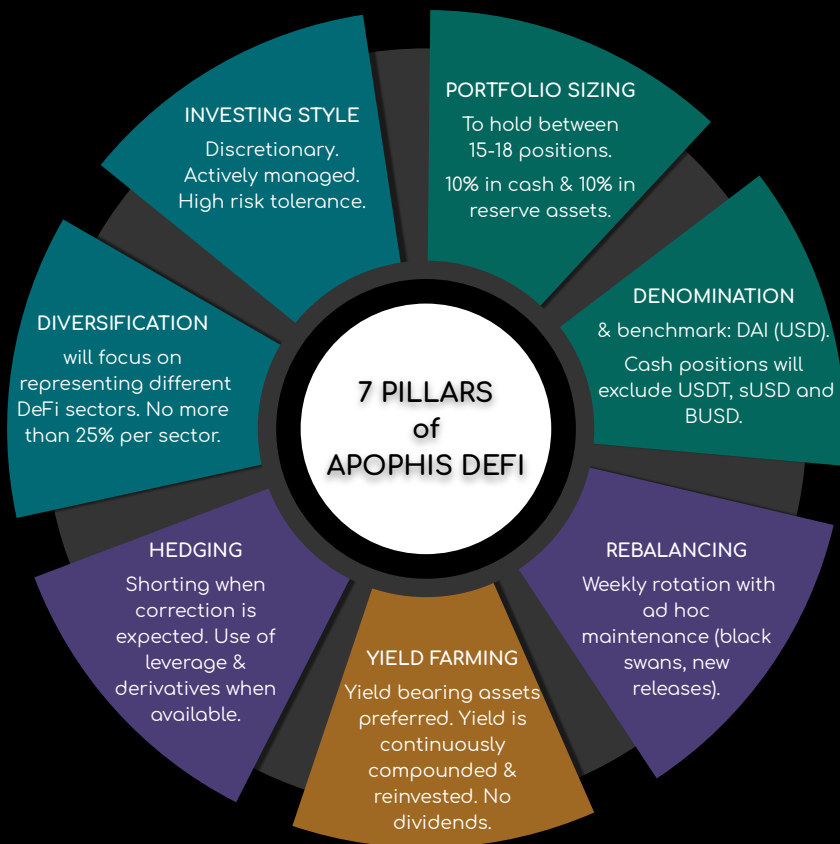 7 PILLARS
of
APOPHIS DEFI
PORTFOLIO SIZING
To hold between
15-18 positions.
10% in cash & 10% in
reserve assets.
DENOMINATION
& benchmark: DAI (USD).
Cash positions will
exclude USDT, sUSD and
BUSD.
REBALANCING
Weekly rotation with
ad hoc
maintenance (black
swans, new
releases).
YIELD FARMING
Yield bearing assets
preferred. Yield is
continuously
compounded &
reinvested. No
dividends.
HEDGING
Shorting when
correction is
expected. Use of
leverage &
derivatives when
available.
DIVERSIFICATION
will focus on
representing different
DeFi sectors. No more
than 25% per sector.
INVESTING STYLE
Discretionary.
Actively managed.
High risk tolerance.